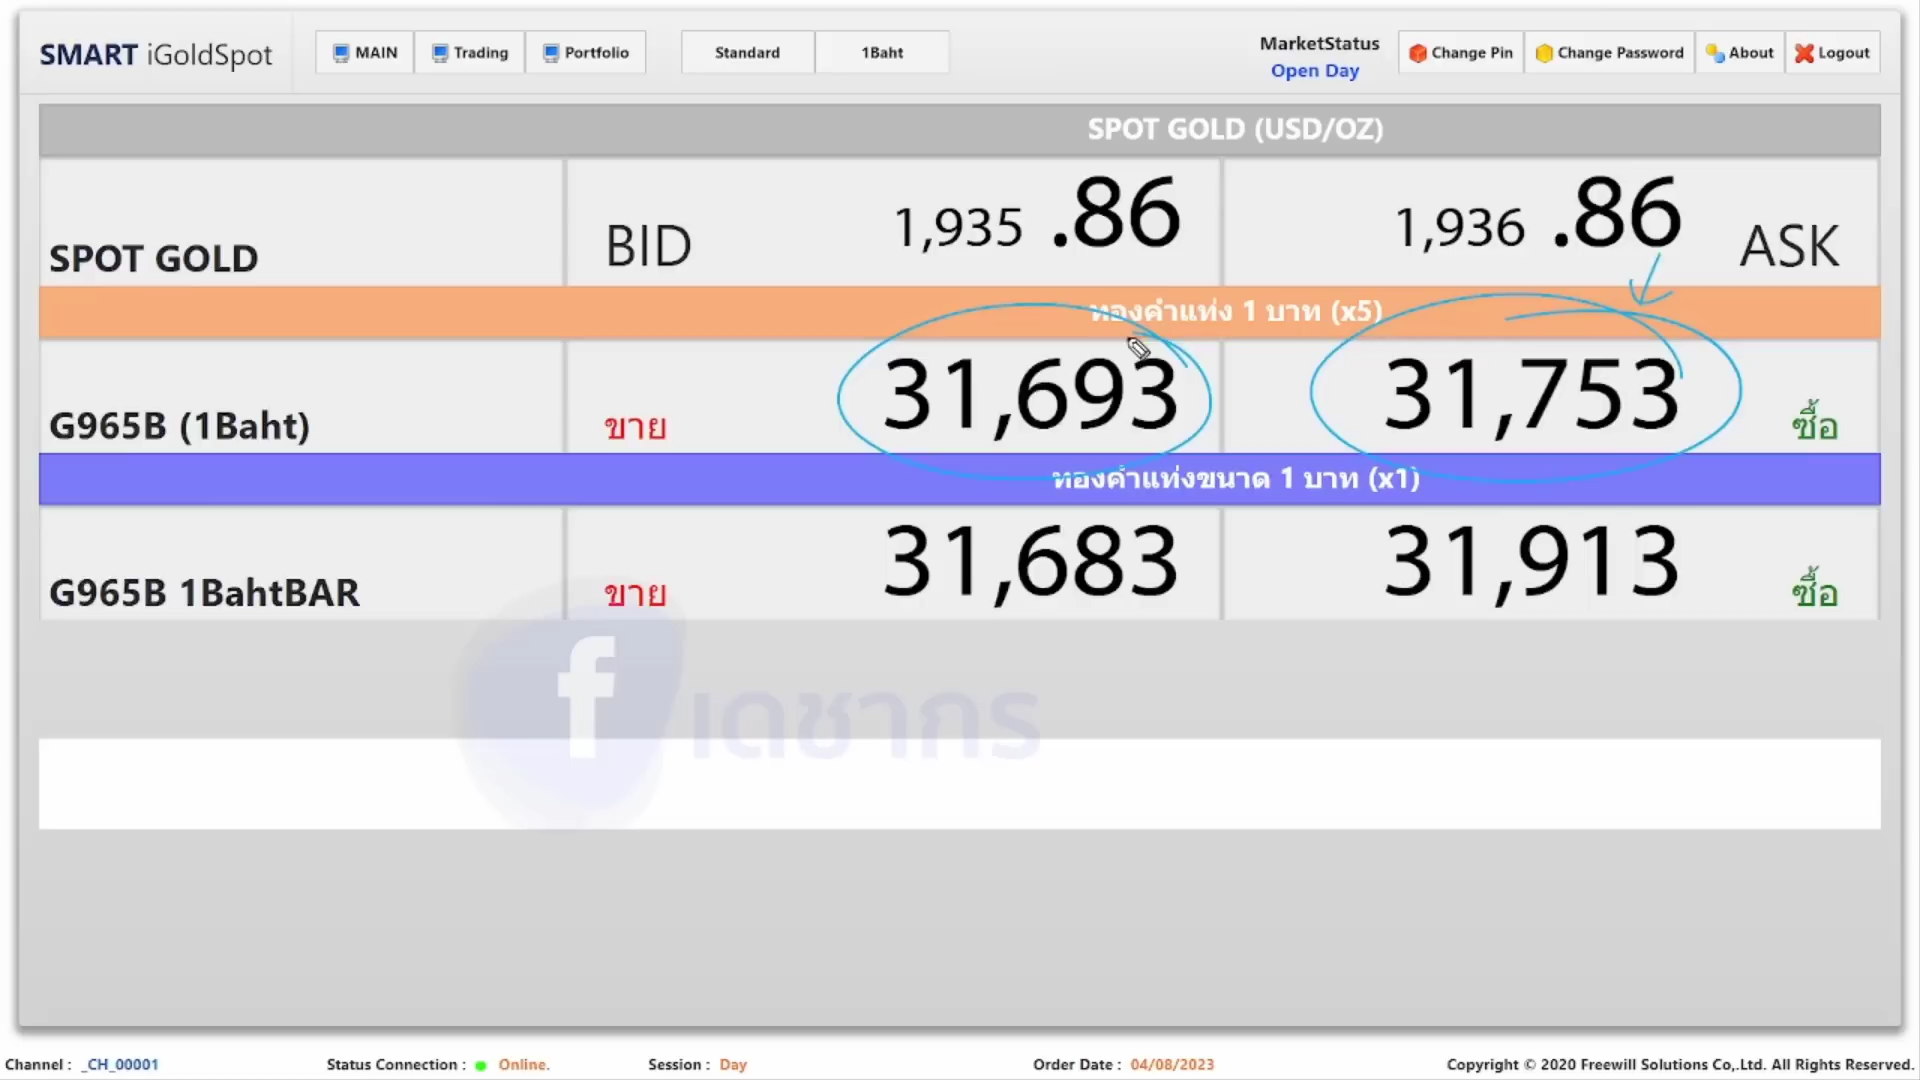 SMART iGoldSpot MAIN Trading Portfolio Standard 1Baht MarketStatus Open Day Change Pin Change Password About Logout
SPOT GOLD (USD/OZ)
SPOT GOLD BID 1,935 .86 1,936 .86 ASK
ทองคำแท่ง 1 บาท (x5)
G965B (1Baht) ขาย 31,693 31,753 ซื้อ
ทองคำแท่งขนาด 1 บาท (x1)
G965B 1BahtBAR ขาย 31,683 31,913 ซื้อ
f เดชากร
Channel : _CH_00001 Status Connection : Online. Session : Day Order Date : 04/08/2023 Copyright © 2020 Freewill Solutions Co,.Ltd. All Rights Reserved.